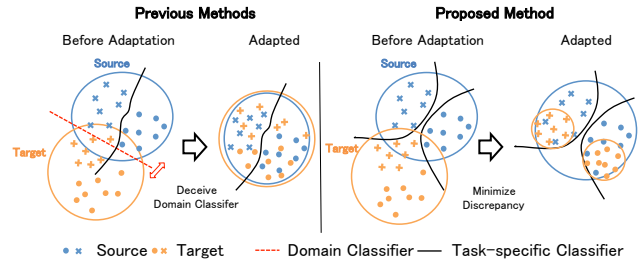 Previous Methods
Proposed Method
Before Adaptation
Adapted
Before Adaptation
Adapted
Source
Source
Target
Target
Deceive
Domain Classifer
Minimize
Discrepancy
Source
Target
Domain Classifier
Task-specific Classifier